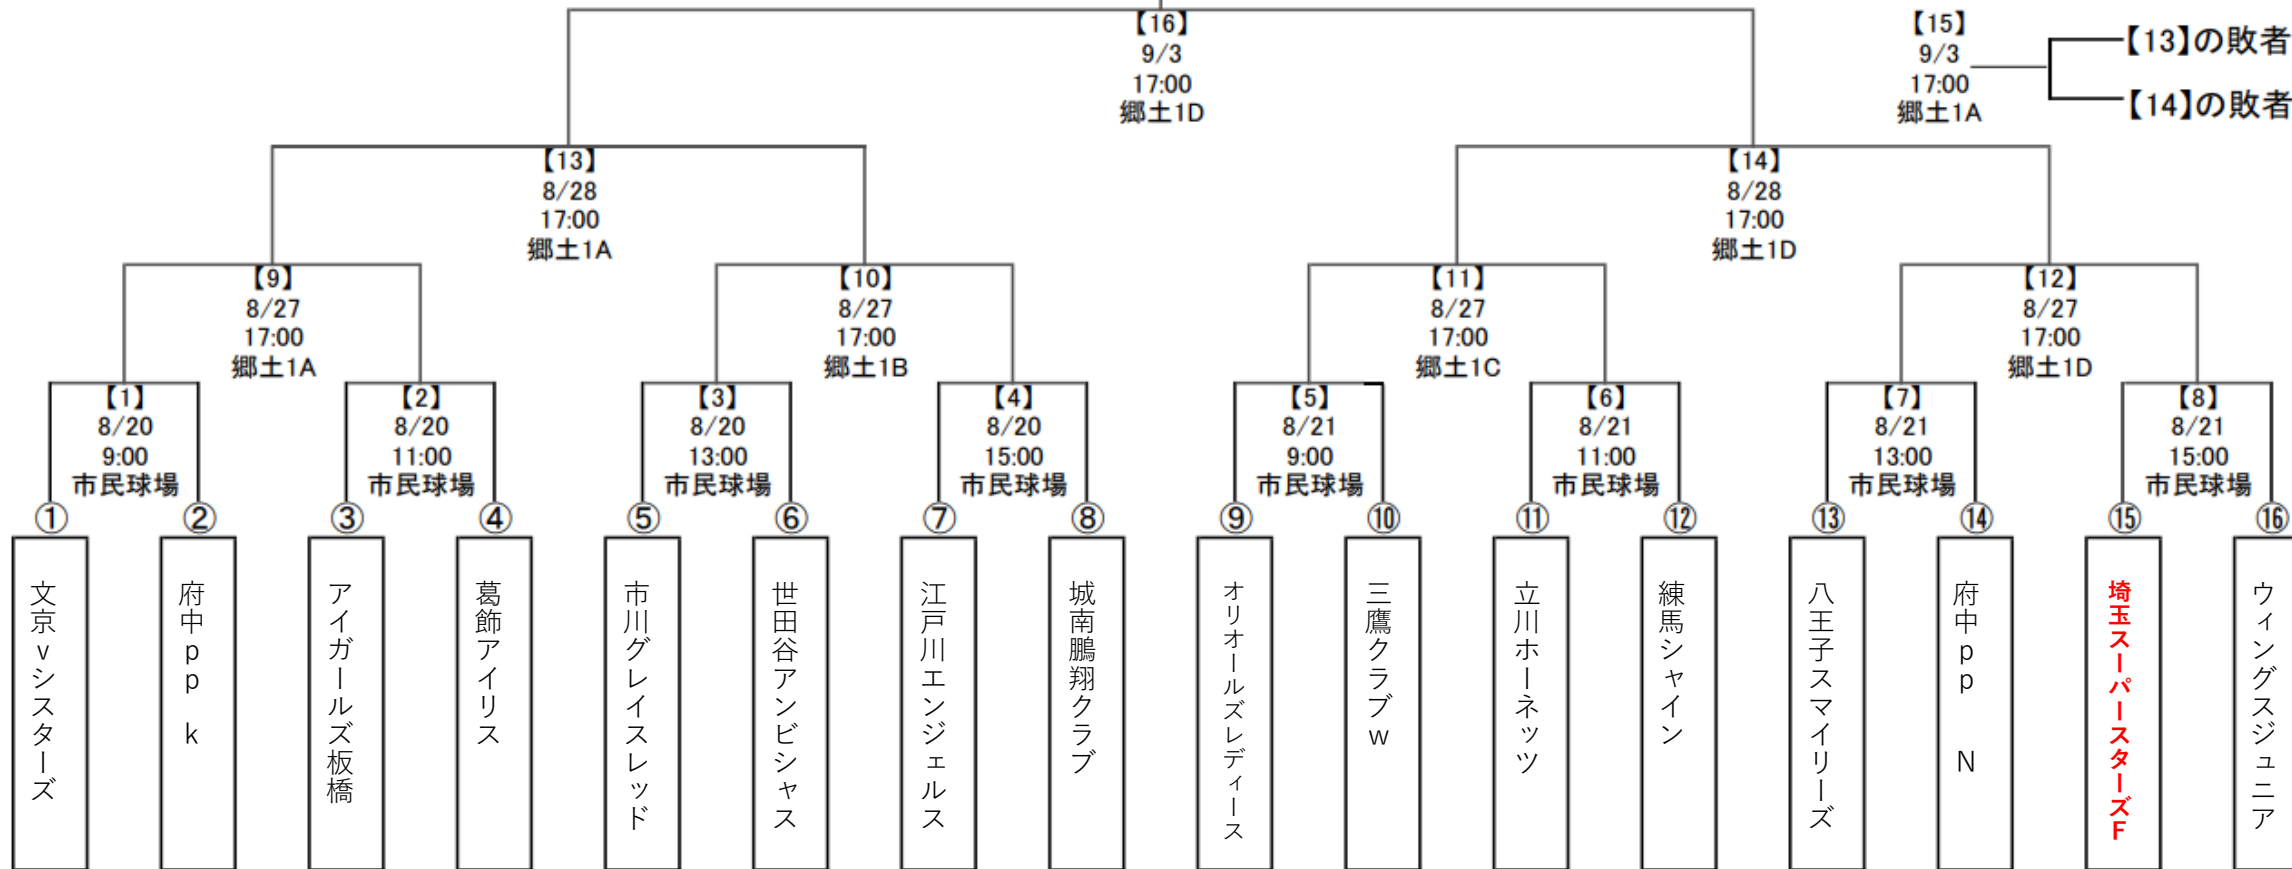 【16】
9/3
17:00
郷土1D
【15】
9/3
17:00
郷土1A
【13】の敗者
【14】の敗者
【13】
8/28
17:00
郷土1A
【14】
8/28
17:00
郷土1D
【9】
8/27
17:00
郷土1A
【10】
8/27
17:00
郷土1B
【11】
8/27
17:00
郷土1C
【12】
8/27
17:00
郷土1D
【1】
8/20
9:00
市民球場
【2】
8/20
11:00
市民球場
【3】
8/20
13:00
市民球場
【4】
8/20
15:00
市民球場
【5】
8/21
9:00
市民球場
【6】
8/21
11:00
市民球場
【7】
8/21
13:00
市民球場
【8】
8/21
15:00
市民球場
①
②
③
④
⑤
⑥
⑦
⑧
⑨
⑩
⑪
⑫
⑬
⑭
⑮
⑯
文京vシスターズ
府中pp k
アイガールズ板橋
葛飾アイリス
市川グレイスレッド
世田谷アンビシャス
江戸川エンジェルス
城南鵬翔クラブ
オリオールズレディース
三鷹クラブw
立川ホーネッツ
練馬シャイン
八王子スマイリーズ
府中pp N
埼玉スーパースターズF
ウィングスジュニア